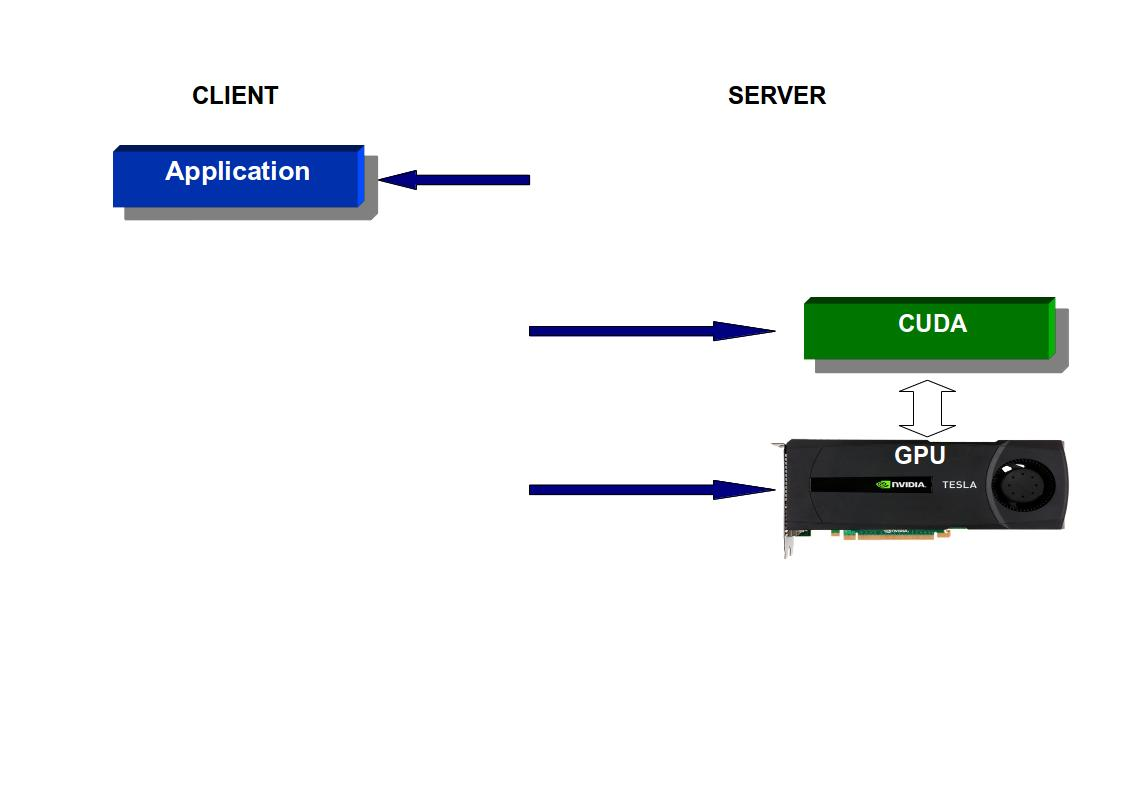 CLIENT
SERVER
Application
CUDA
GPU
NVIDIA.
TESLA